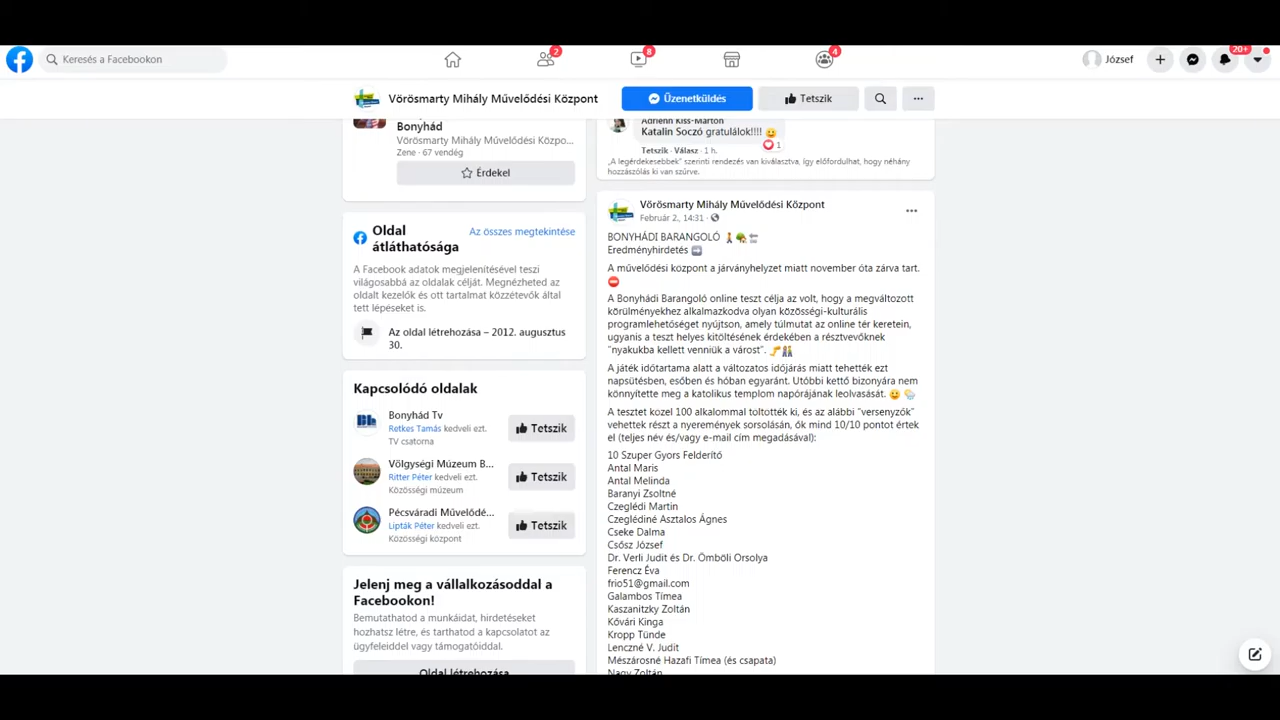 Keresés a Facebookon
2
8
4
József
20+
Vörösmarty Mihály Művelődési Központ
Üzenetküldés
Tetszik
Bonyhád
Vörösmarty Mihály Művelődési Közpo...
Zene · 67 vendég
Érdekel
Oldal átláthatósága
Az összes megtekintése
A Facebook adatok megjelenítésével teszi
világosabbá az oldalak célját. Megnézheted az
oldalt kezelők és ott tartalmat közzétevők által
tett lépéseket is.
Az oldal létrehozása – 2012. augusztus
30.
Kapcsolódó oldalak
Bonyhád Tv
Retkes Tamás kedveli ezt.
TV csatorna
Tetszik
Völgységi Múzeum B...
Ritter Péter kedveli ezt.
Közösségi múzeum
Tetszik
Pécsváradi Művelődé...
Lipták Péter kedveli ezt.
Közösségi központ
Tetszik
Jelenj meg a vállalkozásoddal a
Facebookon!
Bemutathatod a munkáidat, hirdetéseket
hozhatsz létre, és tarthatod a kapcsolatot az
ügyfeleiddel vagy támogatóiddal.
Oldal létrehozása
Adrienn Kiss-Márton
Katalin Soczó gratulálok!!!! 😀
Tetszik · Válasz · 1 h.
1
„A legérdekesebbek” szerinti rendezés van kiválasztva, így előfordulhat, hogy néhány
hozzászólás ki van szűrve.
Vörösmarty Mihály Művelődési Központ
Február 2., 14:31 ·
BONYHÁDI BARANGOLÓ
Eredményhirdetés ➡️
A művelődési központ a járványhelyzet miatt november óta zárva tart.
⛔
A Bonyhádi Barangoló online teszt célja az volt, hogy a megváltozott
körülményekhez alkalmazkodva olyan közösségi-kulturális
programlehetőséget nyújtson, amely túlmutat az online tér keretein,
ugyanis a teszt helyes kitöltésének érdekében a résztvevőknek
"nyakukba kellett venniük a várost".
A játék időtartama alatt a változatos időjárás miatt tehették ezt
napsütésben, esőben és hóban egyaránt. Utóbbi kettő bizonyára nem
könnyítette meg a katolikus templom napórájának leolvasását.
A tesztet közel 100 alkalommal töltötték ki, és az alábbi "versenyzők"
vehettek részt a nyeremények sorsolásán, ők mind 10/10 pontot értek
el (teljes név és/vagy e-mail cím megadásával):
10 Szuper Gyors Felderítő
Antal Maris
Antal Melinda
Baranyi Zsoltné
Czeglédi Martin
Czeglédiné Asztalos Ágnes
Cseke Dalma
Csősz József
Dr. Verli Judit és Dr. Ömböli Orsolya
Ferencz Éva
frio51@gmail.com
Galambos Tímea
Kaszanitzky Zoltán
Kővári Kinga
Kropp Tünde
Lenczné V. Judit
Mészárosné Hazafi Tímea (és csapata)
Nagy Zoltán